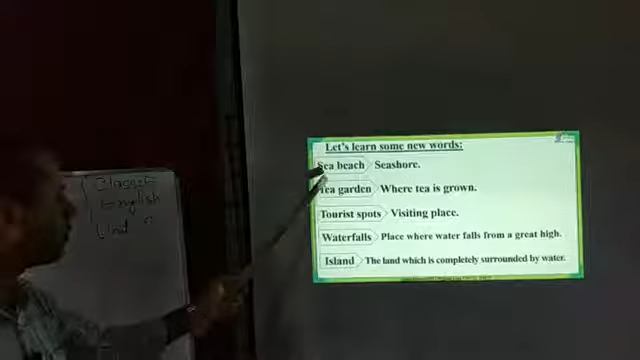 English
Unit
Let's learn some new words:
Sea beach Seashore.
Tea garden Where tea is grown.
Tourist spots Visiting place.
Waterfalls Place where water falls from a great high.
Island The land which is completely surrounded by water.